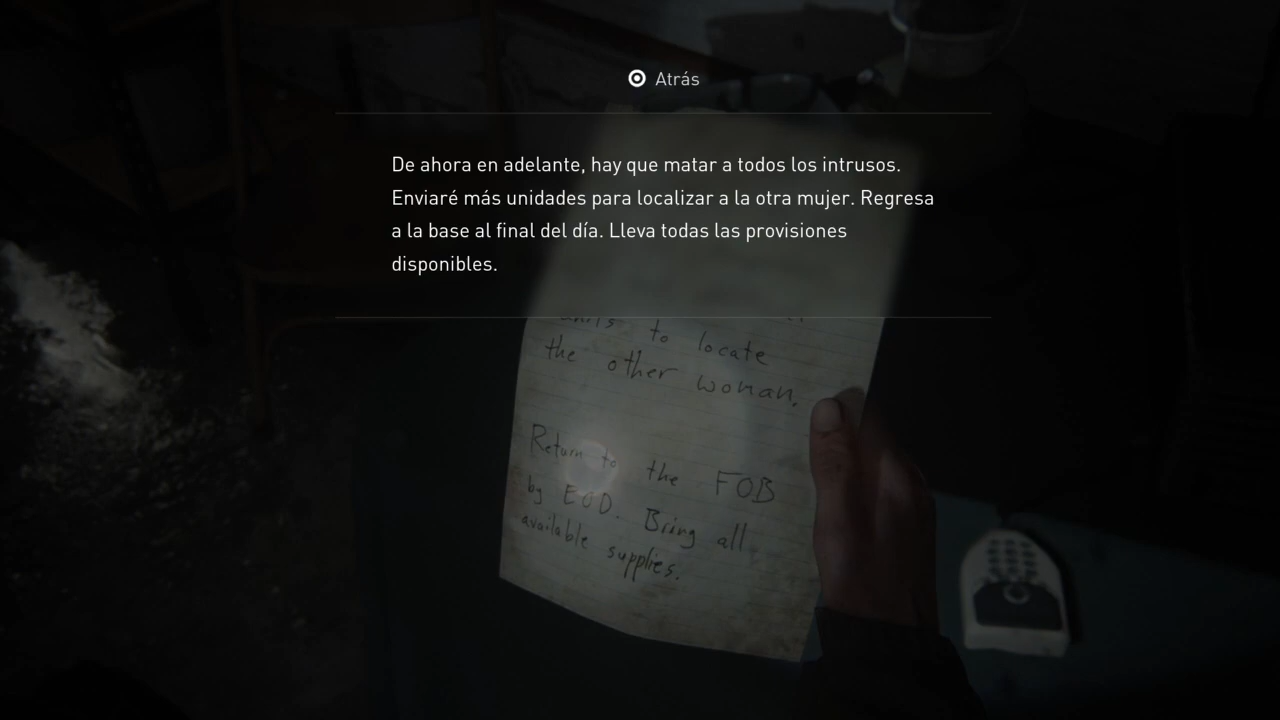 Atrás
De ahora en adelante, hay que matar a todos los intrusos.
Enviaré más unidades para localizar a la otra mujer. Regresa
a la base al final del día. Lleva todas las provisiones
disponibles.
units to locate
the other woman.
Return to the FOB
by EOD. Bring all
available supplies.